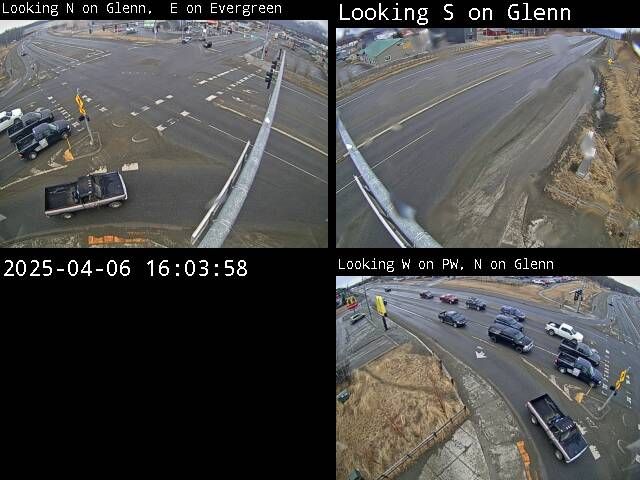 Looking N on Glenn, E on Evergreen
Looking S on Glenn
2025-04-06 16:03:58
Looking W on PW, N on Glenn